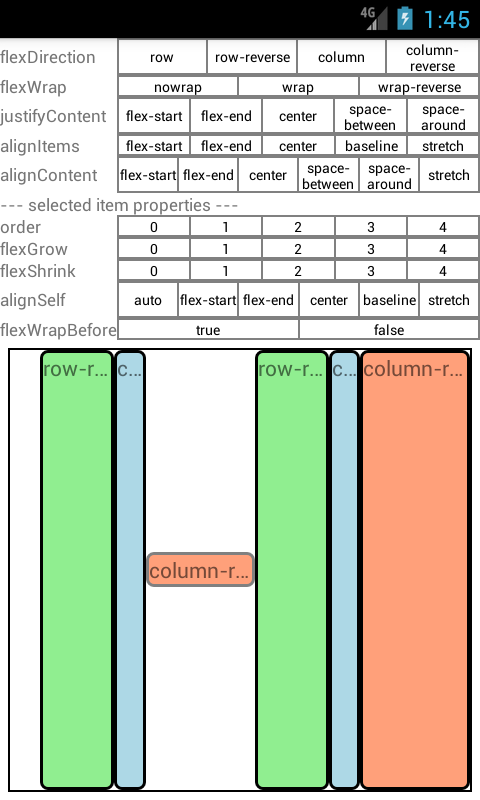 4G 1:45
flexDirection row row-reverse column column-
reverse
flexWrap nowrap wrap wrap-reverse
justifyContent flex-start flex-end center space- space-
between around
alignItems flex-start flex-end center baseline stretch
alignContent flex-start flex-end center space- space- stretch
between around
--- selected item properties ---
order 0 1 2 3 4
flexGrow 0 1 2 3 4
flexShrink 0 1 2 3 4
alignSelf auto flex-start flex-end center baseline stretch
flexWrapBefore true false
row-r... c... row-r... c... column-r...
column-r...